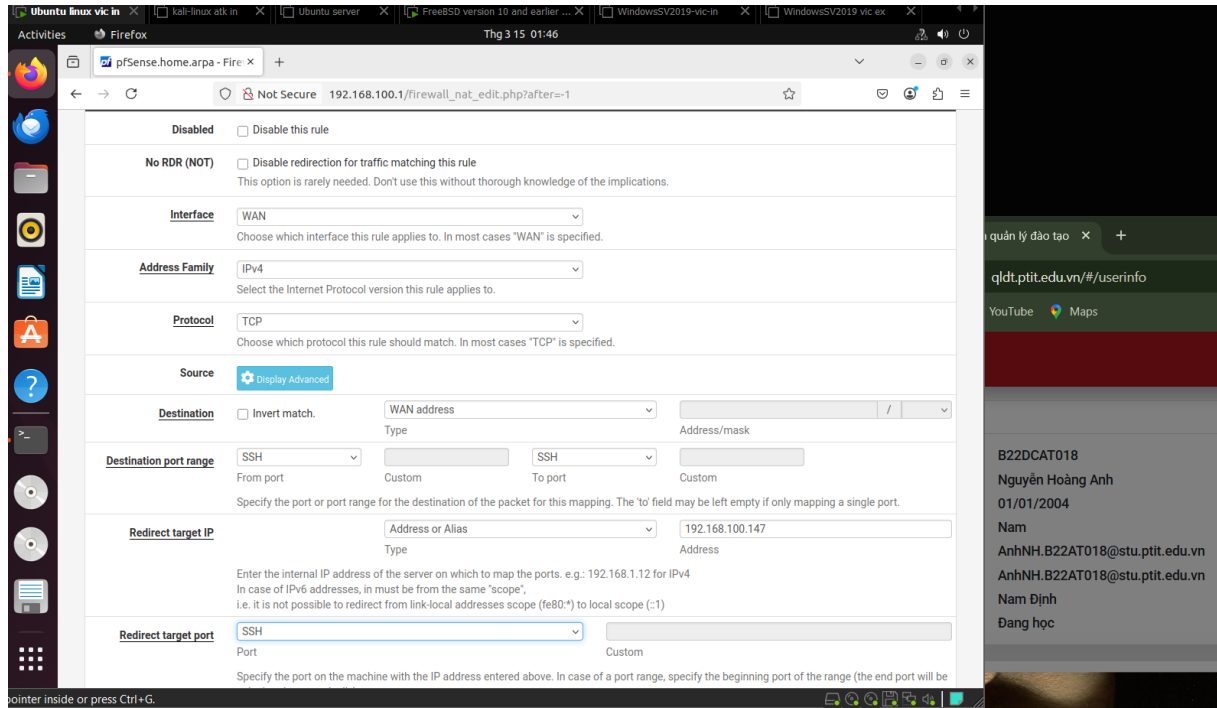 Ubuntu linux vic in
kali-linux atk in
Ubuntu server
FreeBSD version 10 and earlier ...
WindowsSV2019-vic-in
WindowsSV2019 vic ex
Activities
Firefox
Thg 3 15 01:46
pfSense.home.arpa - Fire
Not Secure 192.168.100.1/firewall_nat_edit.php?after=-1
Disabled
Disable this rule
No RDR (NOT)
Disable redirection for traffic matching this rule
This option is rarely needed. Don't use this without thorough knowledge of the implications.
Interface
WAN
Choose which interface this rule applies to. In most cases "WAN" is specified.
Address Family
IPv4
Select the Internet Protocol version this rule applies to.
Protocol
TCP
Choose which protocol this rule should match. In most cases "TCP" is specified.
Source
Display Advanced
Destination
Invert match.
WAN address
/
Type
Address/mask
Destination port range
SSH
SSH
From port
Custom
To port
Custom
Specify the port or port range for the destination of the packet for this mapping. The 'to' field may be left empty if only mapping a single port.
Redirect target IP
Address or Alias
192.168.100.147
Type
Address
Enter the internal IP address of the server on which to map the ports. e.g.: 192.168.1.12 for IPv4
In case of IPv6 addresses, in must be from the same "scope",
i.e. it is not possible to redirect from link-local addresses scope (fe80:*) to local scope (::1)
Redirect target port
SSH
Port
Custom
Specify the port on the machine with the IP address entered above. In case of a port range, specify the beginning port of the range (the end port will be
pointer inside or press Ctrl+G.
quản lý đào tạo
qldt.ptit.edu.vn/#/userinfo
YouTube
Maps
B22DCAT018
Nguyễn Hoàng Anh
01/01/2004
Nam
AnhNH.B22AT018@stu.ptit.edu.vn
AnhNH.B22AT018@stu.ptit.edu.vn
Nam Định
Đang học